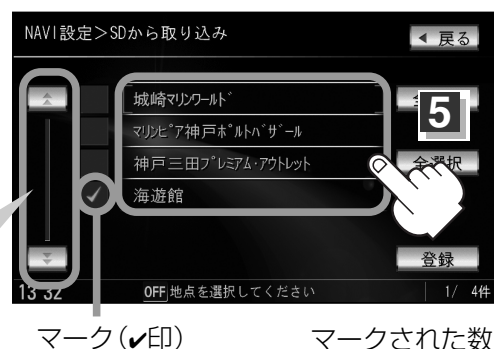 NAVI設定>SDから取り込み
◀ 戻る
城崎ﾏﾘﾝﾜｰﾙﾄﾞ
全
5
ﾏﾘﾝﾋﾟｱ神戸ﾎﾟﾙﾄﾊﾞｻﾞｰﾙ
神戸三田ﾌﾟﾚﾐｱﾑ･ｱｳﾄﾚｯﾄ
全選択
✓ 海遊館
登録
13 32
OFF 地点を選択してください
1/ 4件
マーク(✔印)
マークされた数